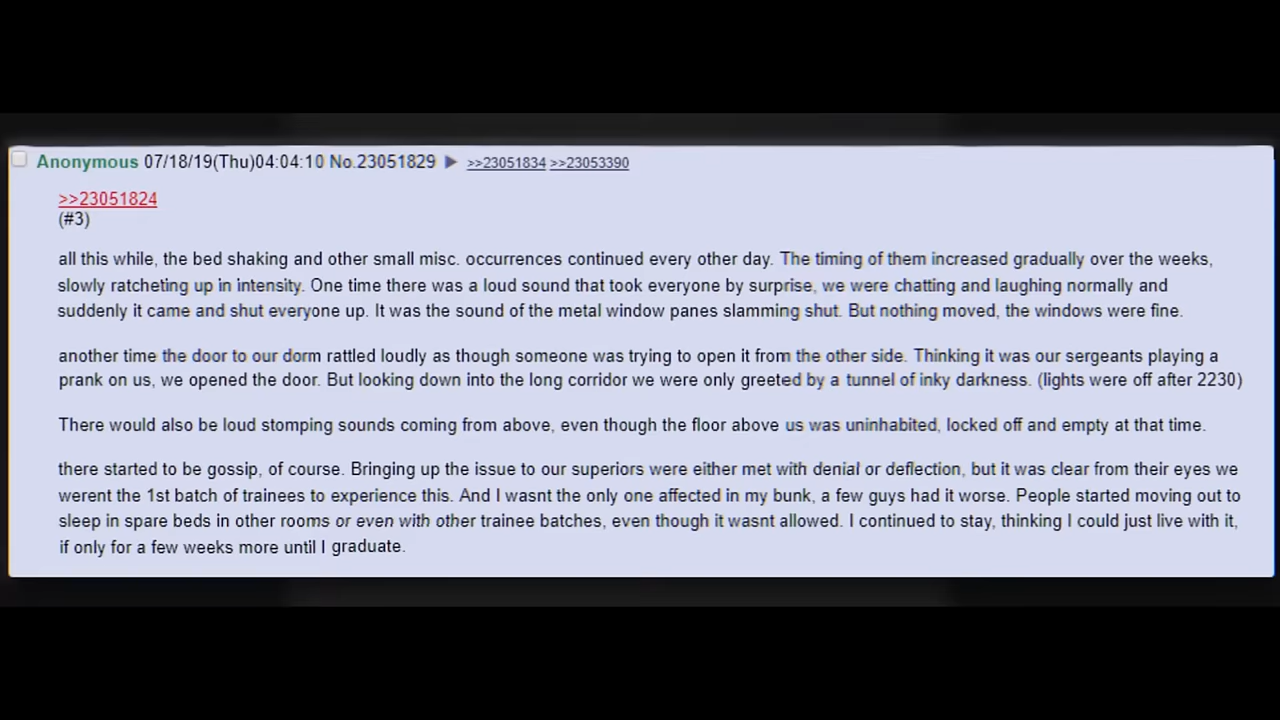 Anonymous 07/18/19(Thu)04:04:10 No.23051829 ▶ >>23051834 >>23053390
>>23051824
(#3)
all this while, the bed shaking and other small misc. occurrences continued every other day. The timing of them increased gradually over the weeks,
slowly ratcheting up in intensity. One time there was a loud sound that took everyone by surprise, we were chatting and laughing normally and
suddenly it came and shut everyone up. It was the sound of the metal window panes slamming shut. But nothing moved, the windows were fine.
another time the door to our dorm rattled loudly as though someone was trying to open it from the other side. Thinking it was our sergeants playing a
prank on us, we opened the door. But looking down into the long corridor we were only greeted by a tunnel of inky darkness. (lights were off after 2230)
There would also be loud stomping sounds coming from above, even though the floor above us was uninhabited, locked off and empty at that time.
there started to be gossip, of course. Bringing up the issue to our superiors were either met with denial or deflection, but it was clear from their eyes we
werent the 1st batch of trainees to experience this. And I wasnt the only one affected in my bunk, a few guys had it worse. People started moving out to
sleep in spare beds in other rooms or even with other trainee batches, even though it wasnt allowed. I continued to stay, thinking I could just live with it,
if only for a few weeks more until I graduate.